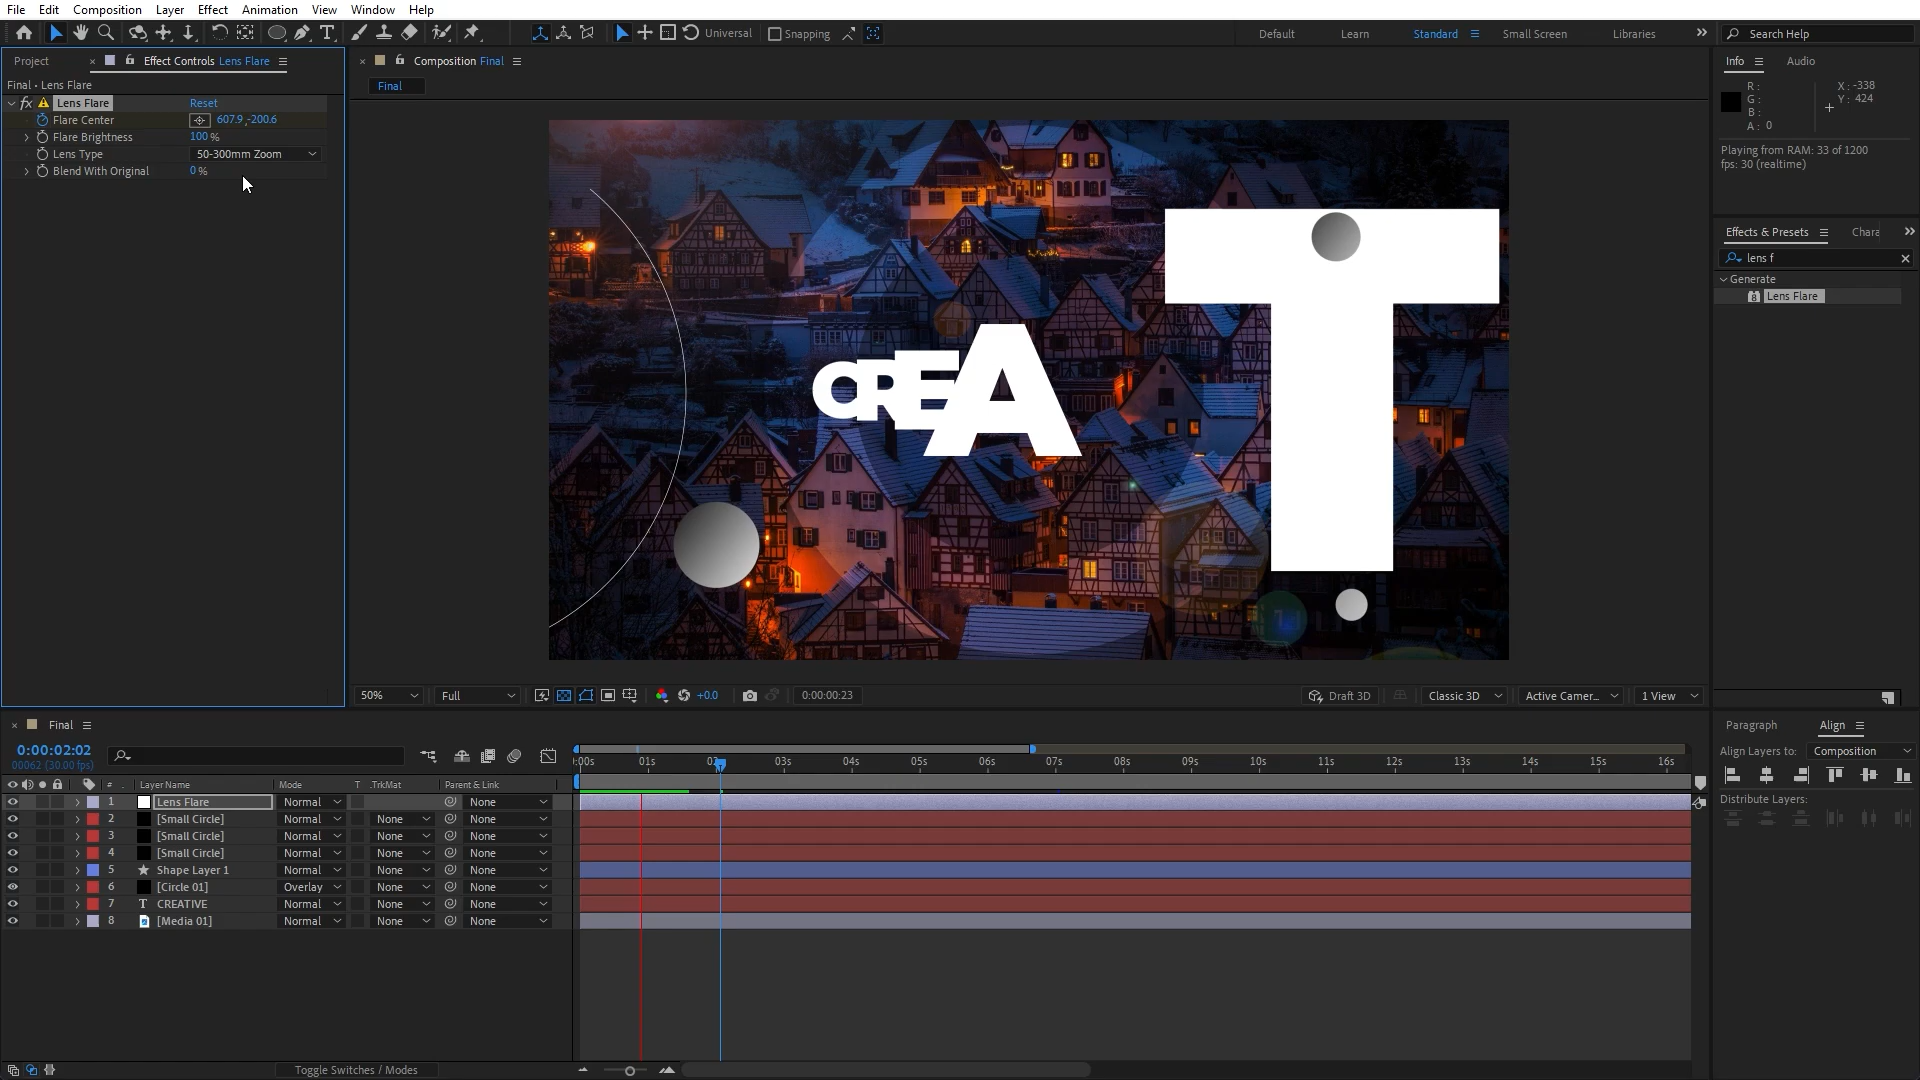 File Edit Composition Layer Effect Animation View Window Help
Universal Snapping Default Learn Standard Small Screen Libraries Search Help
Project Effect Controls Lens Flare
Composition Final
Info Audio
Final • Lens Flare
Final
fx Lens Flare Reset
Flare Center 607.9,-200.6
Flare Brightness 100 %
Lens Type 50-300mm Zoom
Blend With Original 0 %
R : X : -338
G : Y : 424
B :
A : 0
Playing from RAM: 33 of 1200
fps: 30 (realtime)
Effects & Presets Chara
lens f
Generate
Lens Flare
CREAT
50% Full +0.0 0:00:00:23 Draft 3D Classic 3D Active Camer... 1 View
Final
0:00:02:02
00062 (30.00 fps)
:00s 01s 02s 03s 04s 05s 06s 07s 08s 09s 10s 11s 12s 13s 14s 15s 16s
# Layer Name Mode T .TrkMat Parent & Link
1 Lens Flare Normal None
2 [Small Circle] Normal None None
3 [Small Circle] Normal None None
4 [Small Circle] Normal None None
5 Shape Layer 1 Normal None None
6 [Circle 01] Overlay None None
7 T CREATIVE Normal None None
8 [Media 01] Normal None None
Toggle Switches / Modes
Paragraph Align
Align Layers to: Composition
Distribute Layers: